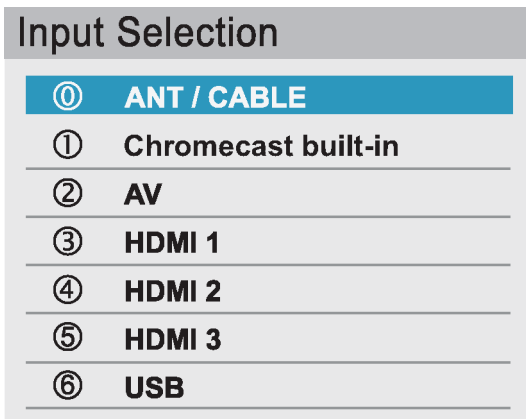 Input Selection
⓪ ANT / CABLE
① Chromecast built-in
② AV
③ HDMI 1
④ HDMI 2
⑤ HDMI 3
⑥ USB